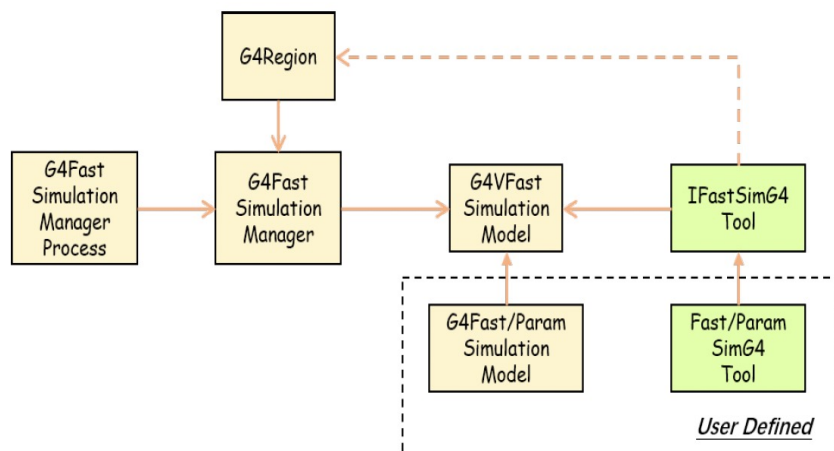 G4Region
G4Fast
Simulation
Manager
Process
G4Fast
Simulation
Manager
G4VFast
Simulation
Model
IFastSimG4
Tool
G4Fast/Param
Simulation
Model
Fast/Param
SimG4
Tool
User Defined